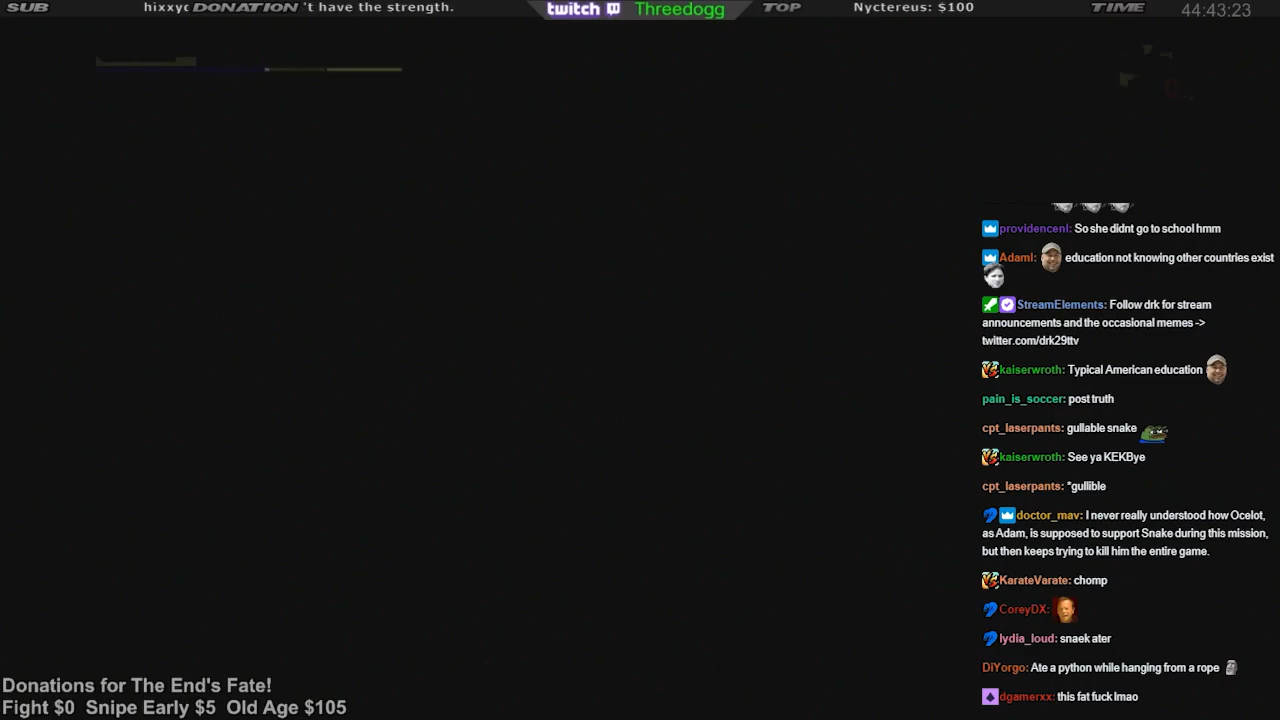 SUB hixxyc DONATION 't have the strength. twitch Threedogg TOP Nyctereus: $100 TIME 44:43:23
providencenl: So she didnt go to school hmm
AdamI: education not knowing other countries exist
StreamElements: Follow drk for stream
announcements and the occasional memes ->
twitter.com/drk29ttv
kaiserwroth: Typical American education
pain_is_soccer: post truth
cpt_laserpants: gullable snake
kaiserwroth: See ya KEKBye
cpt_laserpants: *gullible
doctor_mav: I never really understood how Ocelot,
as Adam, is supposed to support Snake during this mission,
but then keeps trying to kill him the entire game.
KarateVarate: chomp
CoreyDX:
lydia_loud: snaek ater
DiYorgo: Ate a python while hanging from a rope
dgamerxx: this fat fuck lmao
Donations for The End's Fate!
Fight $0 Snipe Early $5 Old Age $105